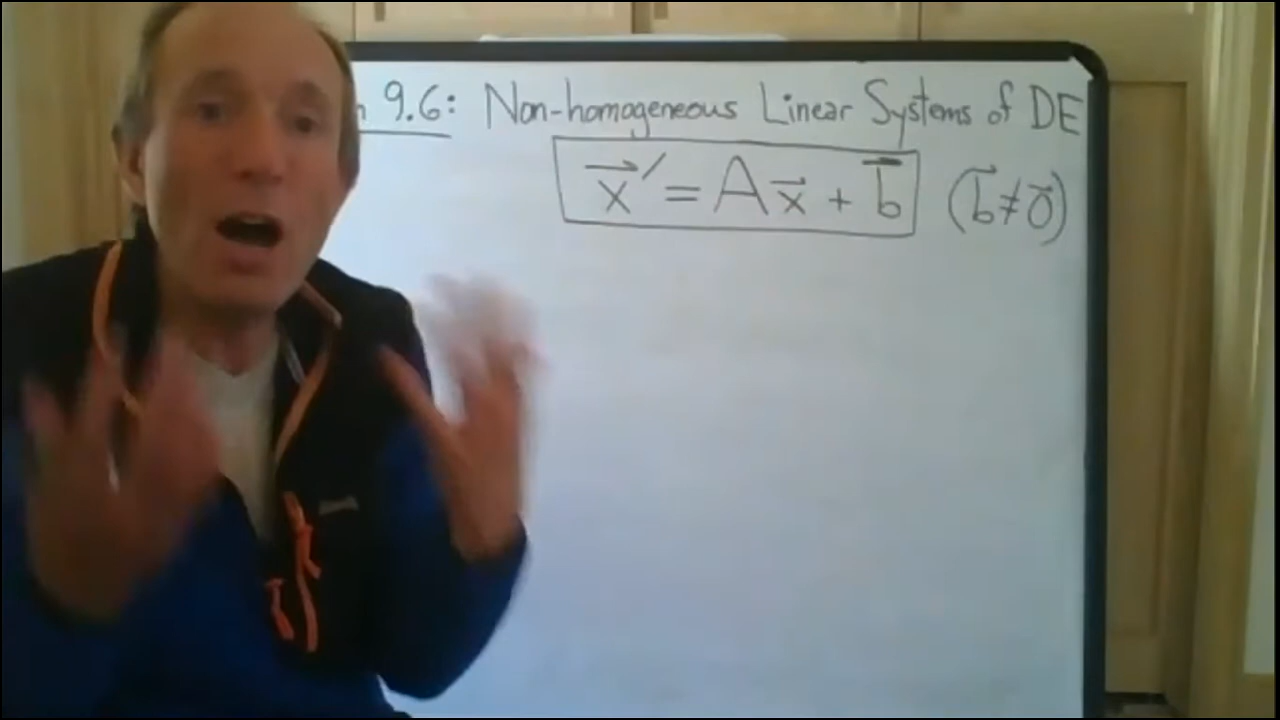 9.6: Non-homogeneous Linear Systems of DE
x⃗′ = Ax⃗ + b⃗ (b⃗≠0⃗)